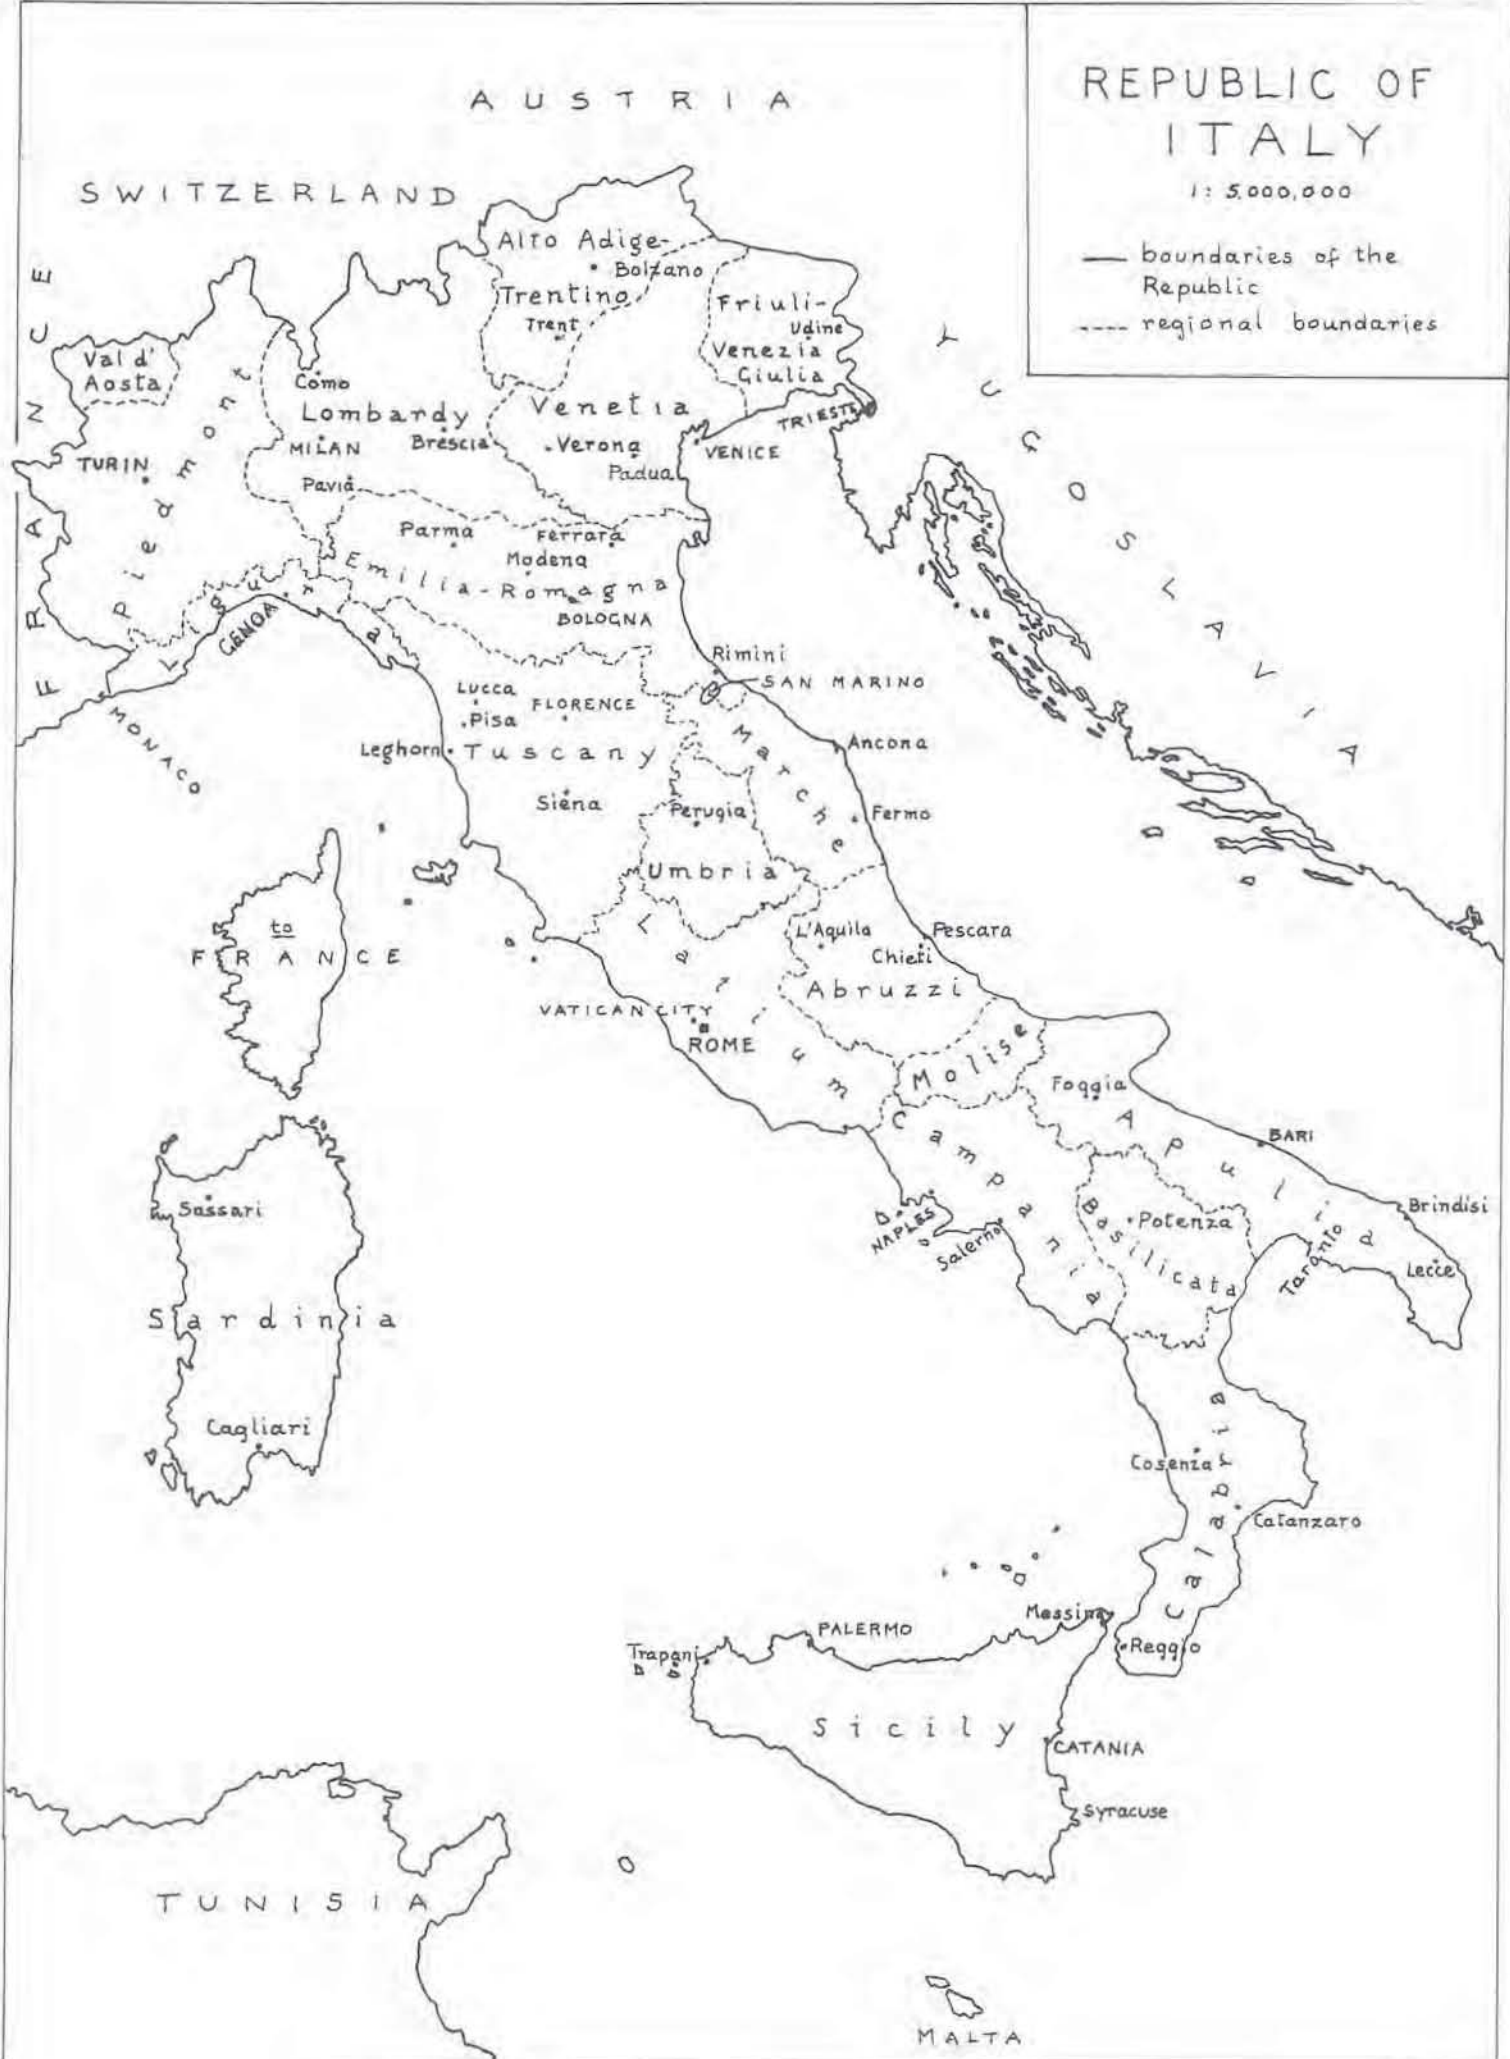 REPUBLIC OF
ITALY
1: 5,000,000
boundaries of the
Republic
regional boundaries
AUSTRIA
SWITZERLAND
FRANCE
YUGOSLAVIA
Alto Adige-
Bolzano
Trentino
Trent
Friuli-
Udine
Venezia
Giulia
TRIESTE
Val d'
Aosta
Piedmont
TURIN
Como
Lombardy
MILAN
Brescia
Pavia
Venetia
Verona
Padua
VENICE
Parma
Ferrara
Modena
Emilia-Romagna
BOLOGNA
Liguria
GENOA
MONACO
Rimini
SAN MARINO
Lucca
FLORENCE
Pisa
Leghorn
Tuscany
Siena
Marche
Ancona
Fermo
Perugia
Umbria
to
FRANCE
Latium
L'Aquila
Pescara
Chieti
Abruzzi
VATICAN CITY
ROME
Molise
Foggia
Apulia
BARI
Campania
NAPLES
Salerno
Basilicata
Potenza
Brindisi
Taranto
Lecce
Sassari
Sardinia
Cagliari
Calabria
Cosenza
Catanzaro
Messina
Reggio
PALERMO
Trapani
Sicily
CATANIA
Syracuse
TUNISIA
MALTA